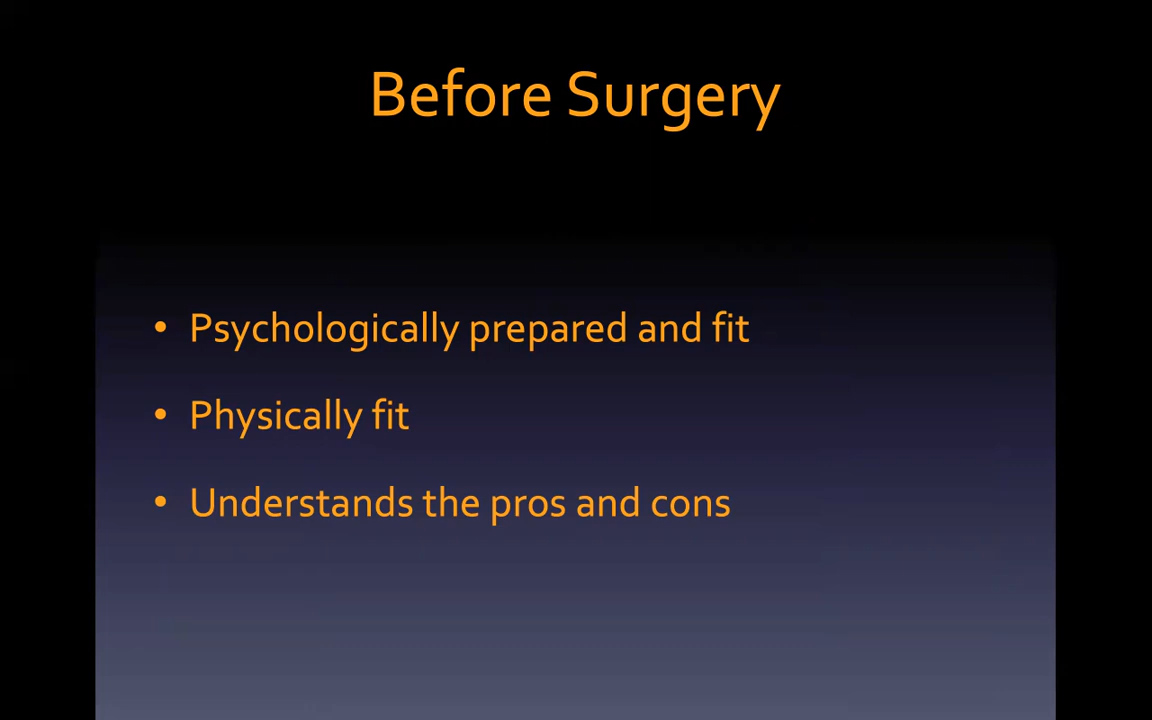 Before Surgery
• Psychologically prepared and fit
• Physically fit
• Understands the pros and cons